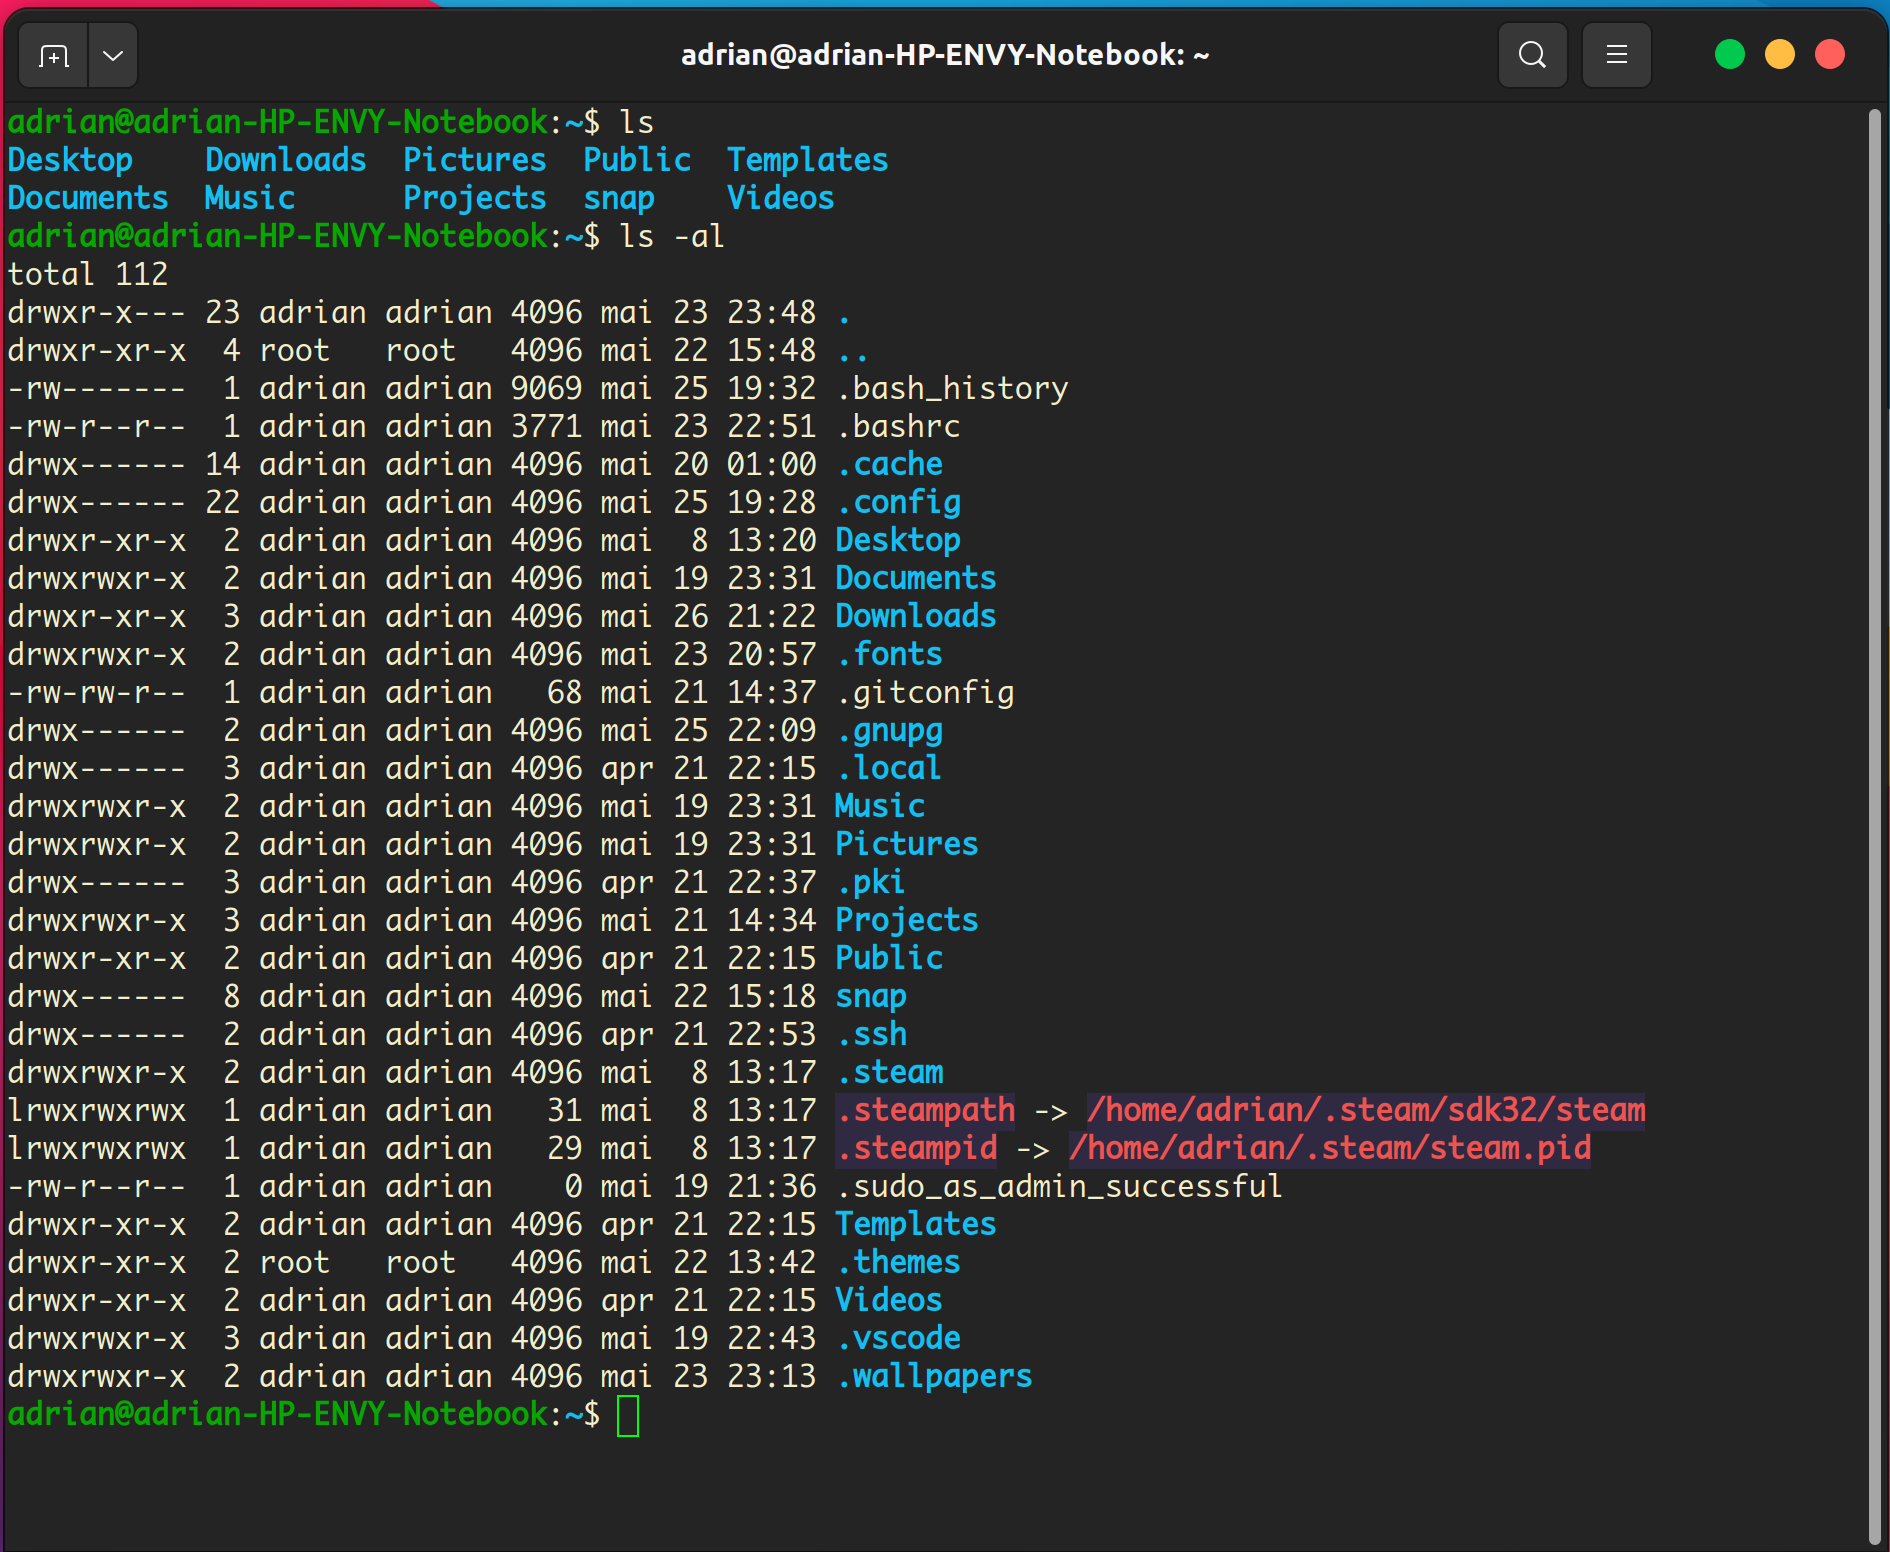 adrian@adrian-HP-ENVY-Notebook: ~
adrian@adrian-HP-ENVY-Notebook:~$ ls
Desktop    Downloads  Pictures  Public  Templates
Documents  Music      Projects  snap    Videos
adrian@adrian-HP-ENVY-Notebook:~$ ls -al
total 112
drwxr-x--- 23 adrian adrian 4096 mai 23 23:48 .
drwxr-xr-x  4 root   root   4096 mai 22 15:48 ..
-rw-------  1 adrian adrian 9069 mai 25 19:32 .bash_history
-rw-r--r--  1 adrian adrian 3771 mai 23 22:51 .bashrc
drwx------ 14 adrian adrian 4096 mai 20 01:00 .cache
drwx------ 22 adrian adrian 4096 mai 25 19:28 .config
drwxr-xr-x  2 adrian adrian 4096 mai  8 13:20 Desktop
drwxrwxr-x  2 adrian adrian 4096 mai 19 23:31 Documents
drwxr-xr-x  3 adrian adrian 4096 mai 26 21:22 Downloads
drwxrwxr-x  2 adrian adrian 4096 mai 23 20:57 .fonts
-rw-rw-r--  1 adrian adrian   68 mai 21 14:37 .gitconfig
drwx------  2 adrian adrian 4096 mai 25 22:09 .gnupg
drwx------  3 adrian adrian 4096 apr 21 22:15 .local
drwxrwxr-x  2 adrian adrian 4096 mai 19 23:31 Music
drwxrwxr-x  2 adrian adrian 4096 mai 19 23:31 Pictures
drwx------  3 adrian adrian 4096 apr 21 22:37 .pki
drwxrwxr-x  3 adrian adrian 4096 mai 21 14:34 Projects
drwxr-xr-x  2 adrian adrian 4096 apr 21 22:15 Public
drwx------  8 adrian adrian 4096 mai 22 15:18 snap
drwx------  2 adrian adrian 4096 apr 21 22:53 .ssh
drwxrwxr-x  2 adrian adrian 4096 mai  8 13:17 .steam
lrwxrwxrwx  1 adrian adrian   31 mai  8 13:17 .steampath -> /home/adrian/.steam/sdk32/steam
lrwxrwxrwx  1 adrian adrian   29 mai  8 13:17 .steampid -> /home/adrian/.steam/steam.pid
-rw-r--r--  1 adrian adrian    0 mai 19 21:36 .sudo_as_admin_successful
drwxr-xr-x  2 adrian adrian 4096 apr 21 22:15 Templates
drwxr-xr-x  2 root   root   4096 mai 22 13:42 .themes
drwxr-xr-x  2 adrian adrian 4096 apr 21 22:15 Videos
drwxrwxr-x  3 adrian adrian 4096 mai 19 22:43 .vscode
drwxrwxr-x  2 adrian adrian 4096 mai 23 23:13 .wallpapers
adrian@adrian-HP-ENVY-Notebook:~$